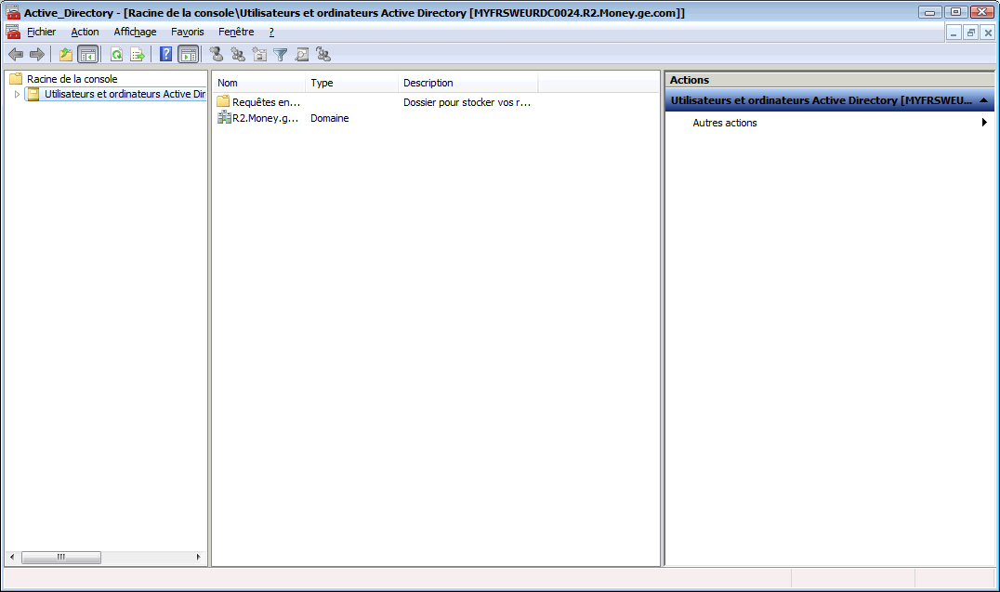 Active_Directory - [Racine de la console\Utilisateurs et ordinateurs Active Directory [MYFRSWEURDC0024.R2.Money.ge.com]]
Fichier Action Affichage Favoris Fenêtre ?
Racine de la console
Utilisateurs et ordinateurs Active Dir
Nom Type Description
Requêtes en... Dossier pour stocker vos r...
R2.Money.g... Domaine
Actions
Utilisateurs et ordinateurs Active Directory [MYFRSWEU...
Autres actions